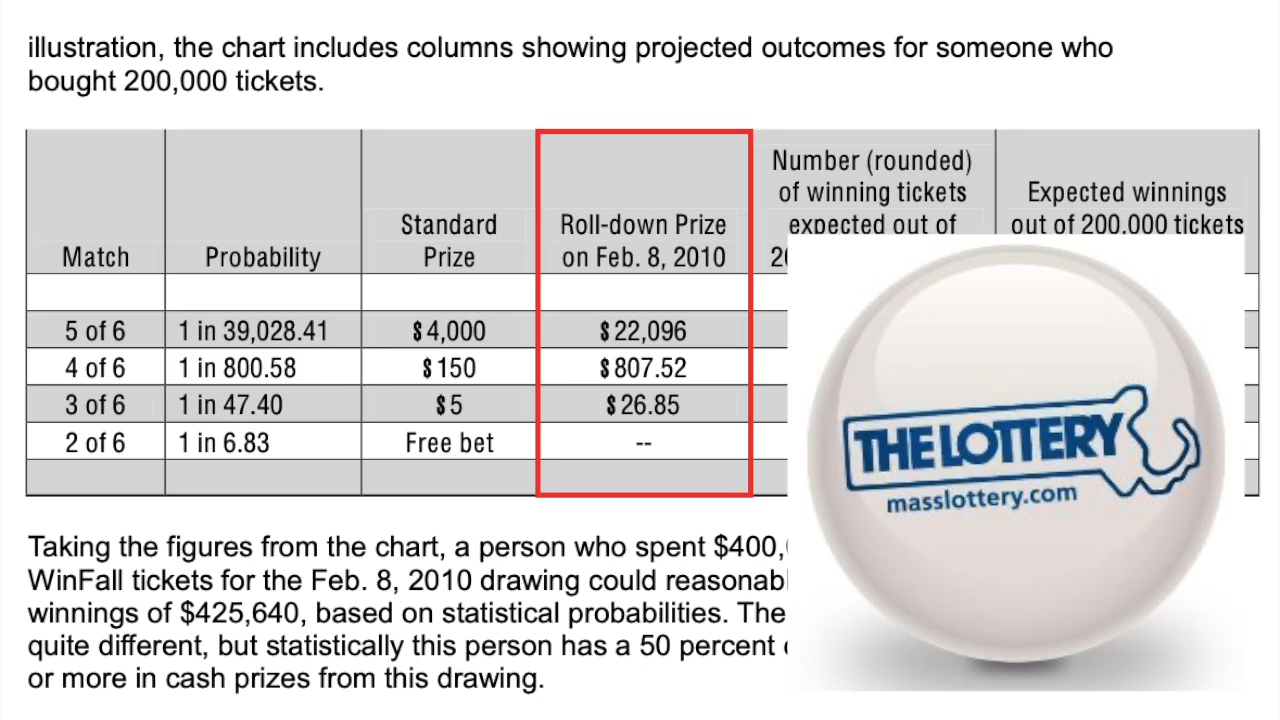 illustration, the chart includes columns showing projected outcomes for someone who
bought 200,000 tickets.
Match
Probability
Standard
Prize
Roll-down Prize
on Feb. 8, 2010
Number (rounded)
of winning tickets
expected out of
Expected winnings
out of 200,000 tickets
5 of 6 1 in 39,028.41 $4,000 $22,096
4 of 6 1 in 800.58 $150 $807.52
3 of 6 1 in 47.40 $5 $26.85
2 of 6 1 in 6.83 Free bet --
THE LOTTERY
masslottery.com
Taking the figures from the chart, a person who spent $400,
WinFall tickets for the Feb. 8, 2010 drawing could
winnings of $425,640, based on statistical probabilities. The
quite different, but statistically this person has a 50 percent
or more in cash prizes from this drawing.